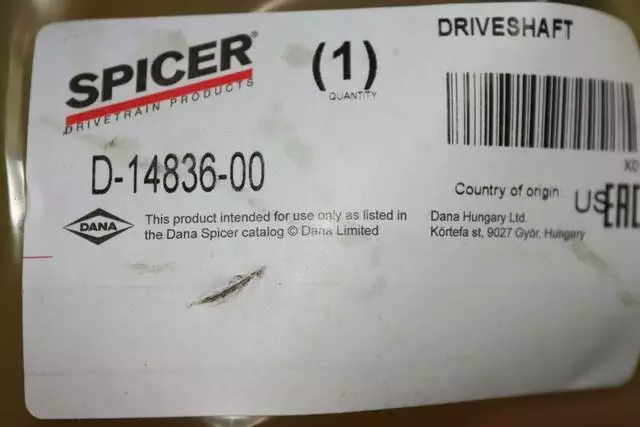 DRIVESHAFT
SPICER®
DRIVETRAIN PRODUCTS
(1)
QUANTITY
D-14836-00
Country of origin US
EAC
DANA
This product intended for use only as listed in
the Dana Spicer catalog © Dana Limited
Dana Hungary Ltd.
Körtefa st, 9027 Győr, Hungary